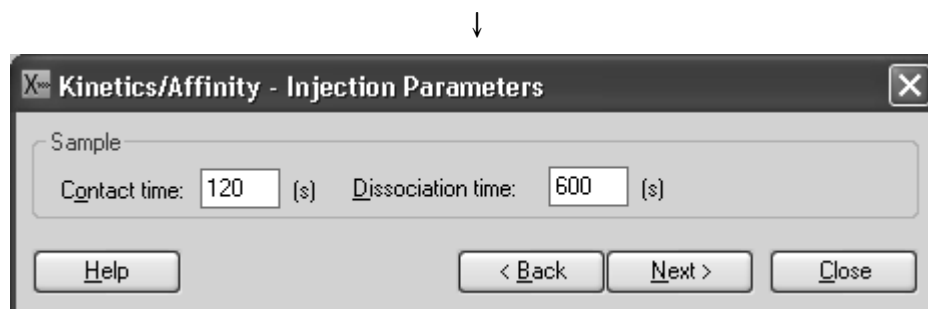 ↓
Kinetics/Affinity - Injection Parameters
Sample
Contact time: 120 (s) Dissociation time: 600 (s)
Help < Back Next > Close